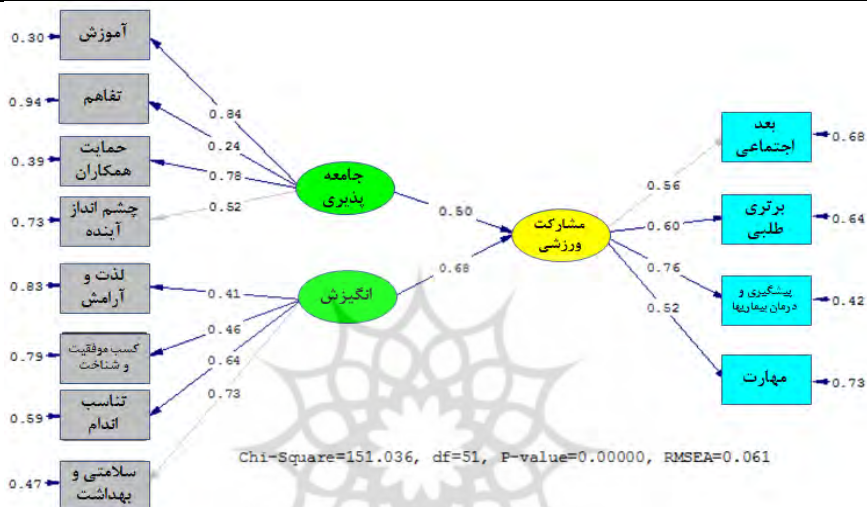 0.30
آموزش
0.94
تفاهم
0.39
حمایت
همکاران
0.73
چشم انداز
آینده
0.83
لذت و
آرامش
0.79
کسب موفقیت
و شناخت
0.59
تناسب
اندام
0.47
سلامتی و
بهداشت
0.84
0.24
0.78
0.52
0.41
0.46
0.64
0.73
جامعه
پذیری
انگیزش
0.50
0.68
مشارکت
ورزشی
0.56
0.60
0.76
0.52
بعد
اجتماعی
0.68
برتری
طلبی
0.64
پیشگیری و
درمان بیماریها
0.42
مهارت
0.73
Chi-Square=151.036, df=51, P-value=0.00000, RMSEA=0.061